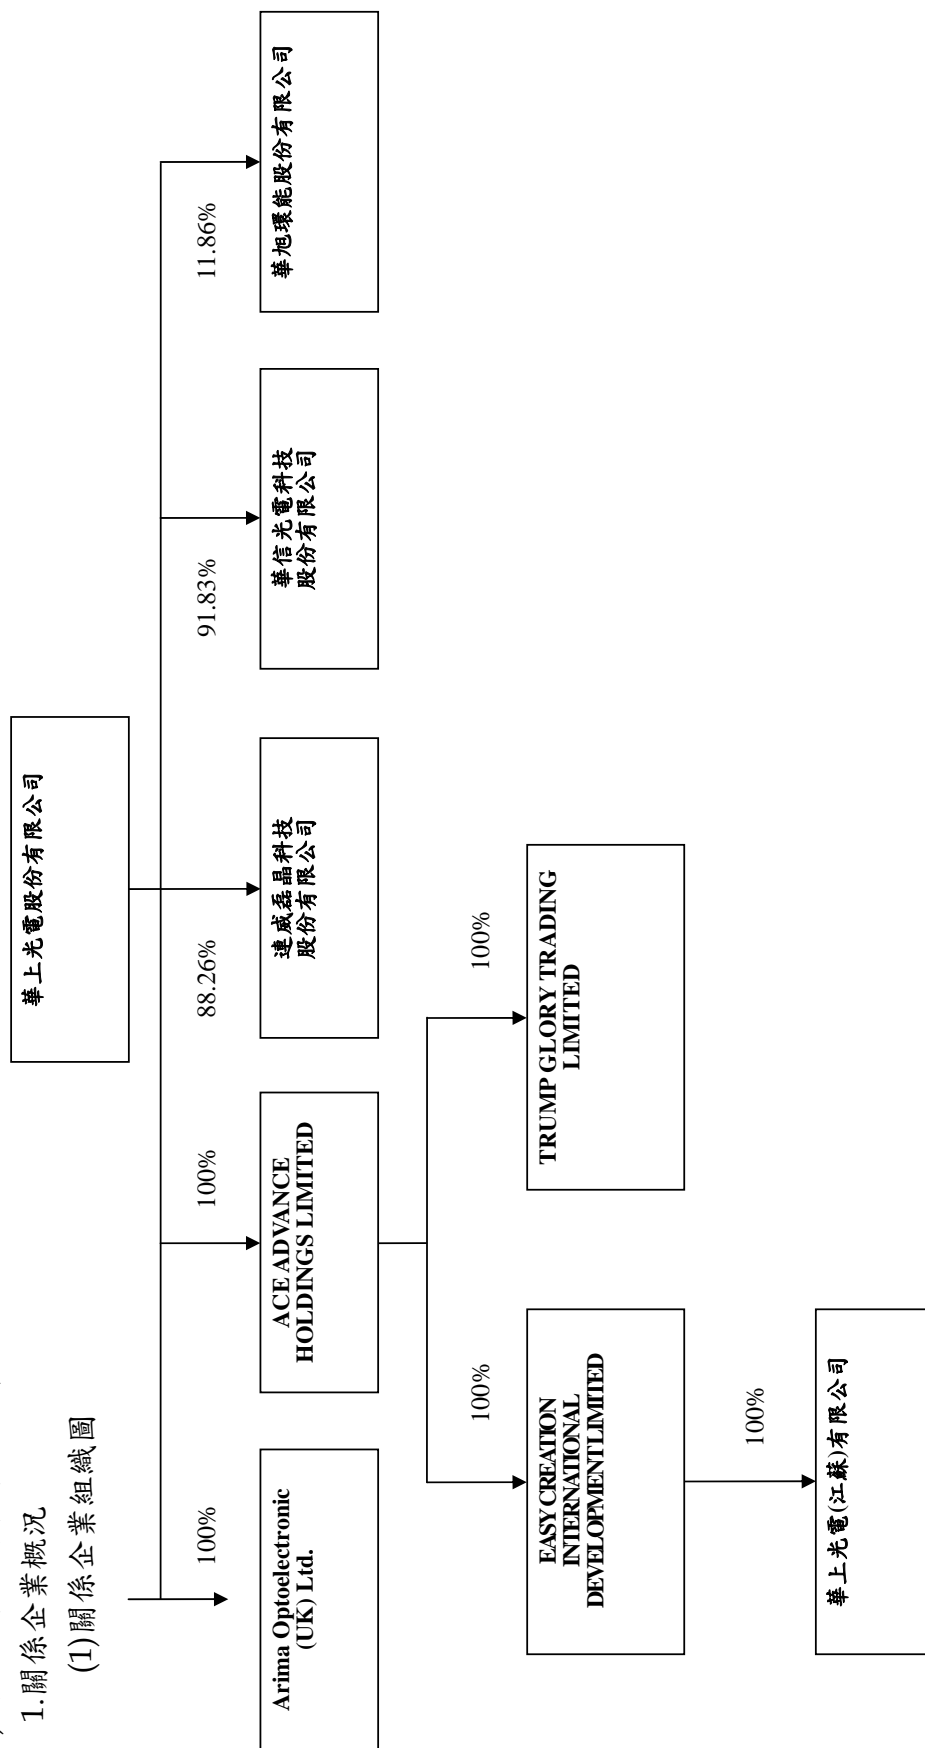 1.關係企業概況
(1)關係企業組織圖
華上光電股份有限公司
100%
100%
88.26%
91.83%
11.86%
Arima Optoelectronic
(UK) Ltd.
ACE ADVANCE
HOLDINGS LIMITED
連威磊晶科技
股份有限公司
華信光電科技
股份有限公司
華旭環能股份有限公司
100%
100%
EASY CREATION
INTERNATIONAL
DEVELOPMENT LIMITED
TRUMP GLORY TRADING
LIMITED
100%
華上光電(江蘇)有限公司